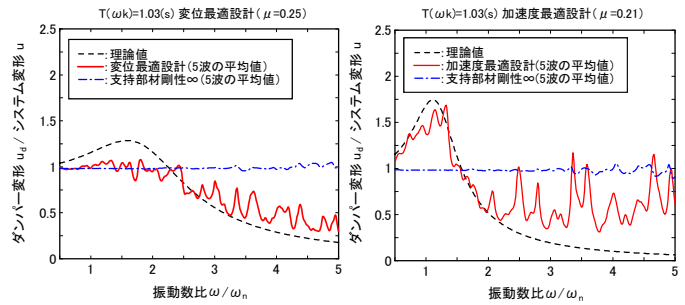 T(ωk)=1.03(s) 変位最適設計(μ=0.25)
ダンパー変形 ud/システム変形 u
2.5
2
1.5
1
0.5
0
:理論値
:変位最適設計(5波の平均値)
:支持部材剛性∞(5波の平均値)
1 2 3 4 5
振動数比ω/ωn
T(ωk)=1.03(s) 加速度最適設計(μ=0.21)
ダンパー変形 ud/システム変形 u
2.5
2
1.5
1
0.5
0
:理論値
:加速度最適設計(5波の平均値)
:支持部材剛性∞(5波の平均値)
1 2 3 4 5
振動数比ω/ωn